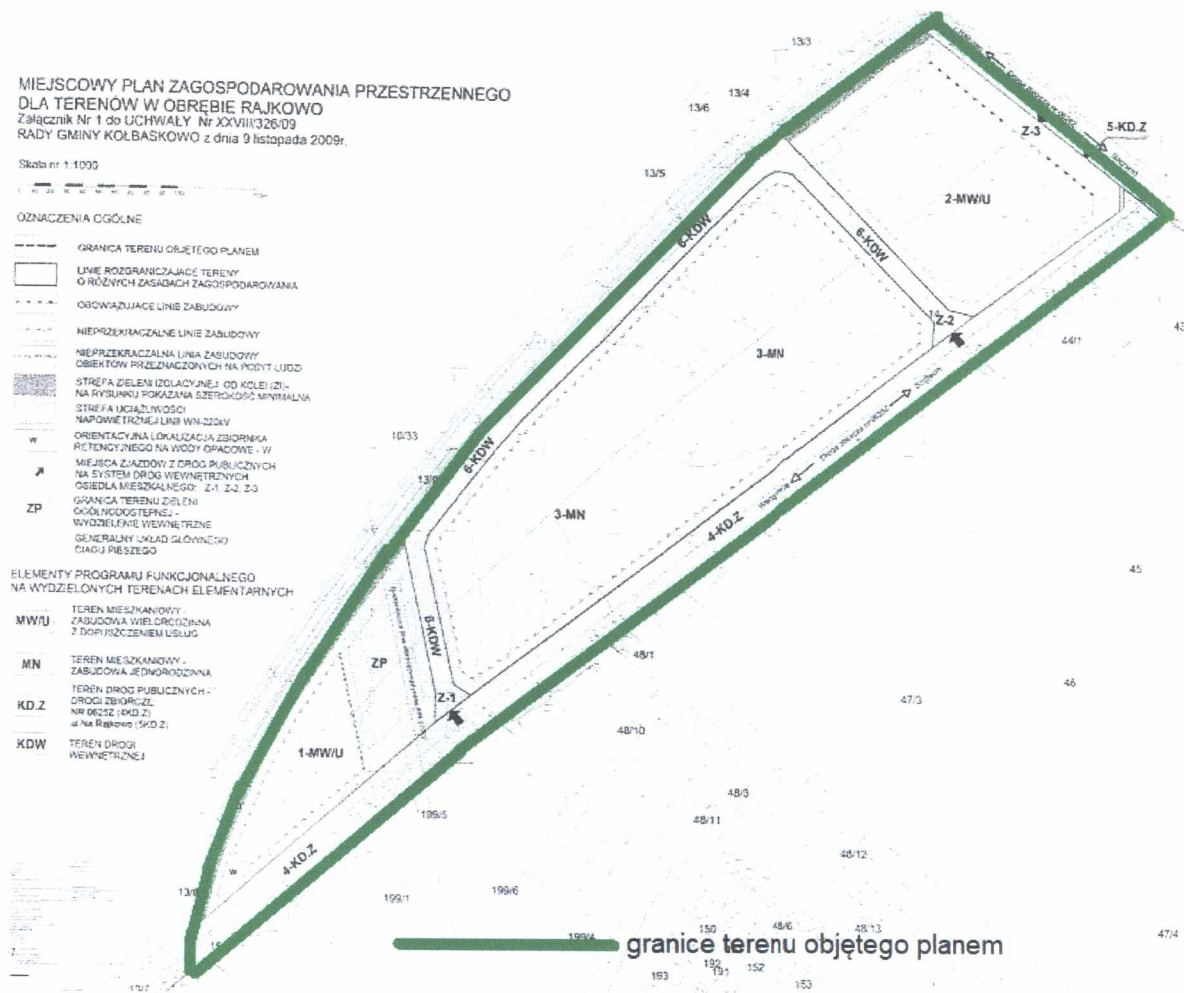 MIEJSCOWY PLAN ZAGOSPODAROWANIA PRZESTRZENNEGO
DLA TERENÓW W OBRĘBIE RAJKOWO
Załącznik Nr 1 do UCHWAŁY Nr XXVIII/326/09
RADY GMINY KOŁBASKOWO z dnia 9 listopada 2009r.
Skala nr 1:1000
OZNACZENIA OGÓLNE
GRANICA TERENU OBJĘTEGO PLANEM
LINIE ROZGRANICZAJĄCE TERENY
O RÓŻNYCH ZASADACH ZAGOSPODAROWANIA
OBOWIĄZUJĄCE LINIE ZABUDOWY
NIEPRZEKRACZALNE LINIE ZABUDOWY
NIEPRZEKRACZALNA LINIA ZABUDOWY
OBIEKTÓW PRZEZNACZONYCH NA POBYT LUDZI
STREFA ZIELENI IZOLACYJNEJ OD KOLEI (ZI)-
NA RYSUNKU POKAZANA SZEROKOŚĆ MINIMALNA
STREFA UCIĄŻLIWOŚCI
NAPOWIETRZNEJ LINII WN-220kV
w ORIENTACYJNA LOKALIZACJA ZBIORNIKA
RETENCYJNEGO NA WODY OPADOWE - W
MIEJSCA ZJAZDÓW Z DRÓG PUBLICZNYCH
NA SYSTEM DRÓG WEWNĘTRZNYCH
OSIEDLA MIESZKALNEGO: Z-1, Z-2, Z-3
ZP GRANICA TERENU ZIELENI
OGÓLNODOSTĘPNEJ -
WYDZIELENIE WEWNĘTRZNE
GENERALNY UKŁAD GŁÓWNEGO
CIĄGU PIESZEGO
ELEMENTY PROGRAMU FUNKCJONALNEGO
NA WYDZIELONYCH TERENACH ELEMENTARNYCH
MW/U TEREN MIESZKANIOWY -
ZABUDOWA WIELORODZINNA
Z DOPUSZCZENIEM USŁUG
MN TEREN MIESZKANIOWY -
ZABUDOWA JEDNORODZINNA
KD.Z TEREN DRÓG PUBLICZNYCH -
DROGI ZBIORCZE
NR 0625Z (4KD.Z)
ul.Na Rajkowo (5KD.Z)
KDW TEREN DROGI
WEWNĘTRZNEJ
13/3
13/4
13/6
13/5
Z-3
5-KD.Z
2-MW/U
6-KDW
6-KDW
Z-2
44/1
43
3-MN
10/33
6-KDW
3-MN
4-KD.Z
45
6-KDW
ZP
48/1
46
47/3
Z-1
48/10
1-MW/U
48/3
199/5
48/11
48/12
4-KD.Z
w
199/6
199/1
199/4
150
48/6
48/13
47/4
granice terenu objętego planem
192
191
152
193
153
13/7